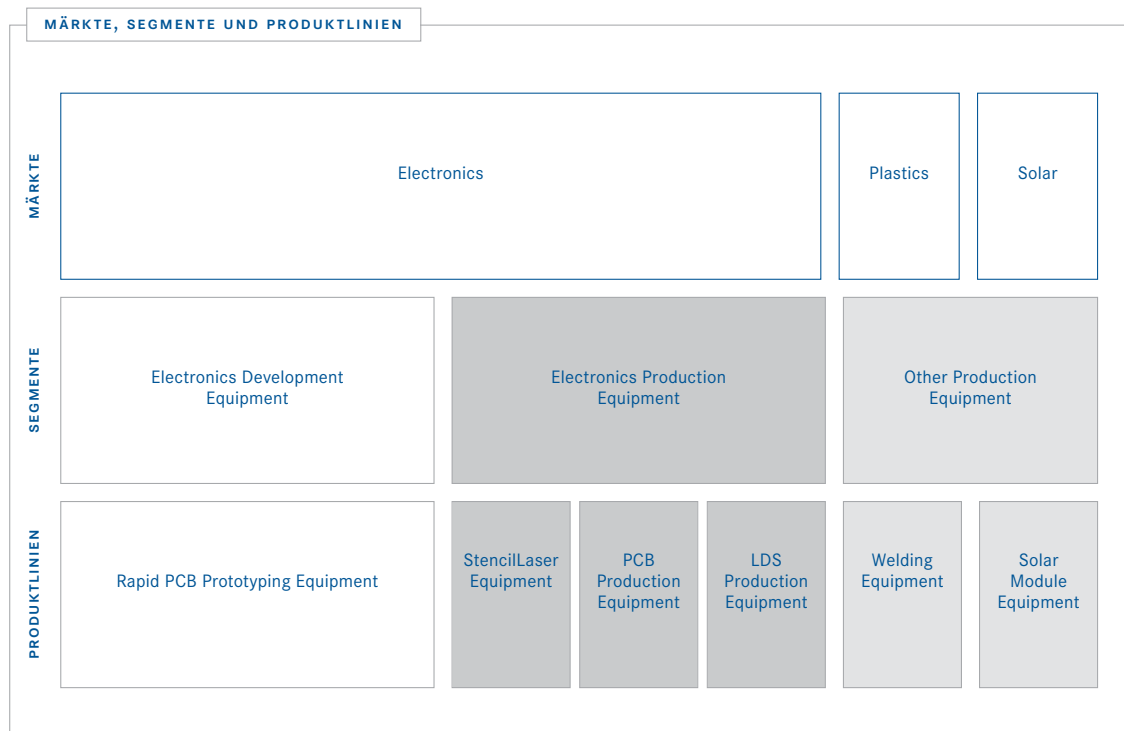 MÄRKTE, SEGMENTE UND PRODUKTLINIEN
MÄRKTE
Electronics
Plastics
Solar
SEGMENTE
Electronics Development
Equipment
Electronics Production
Equipment
Other Production
Equipment
PRODUKTLINIEN
Rapid PCB Prototyping Equipment
StencilLaser
Equipment
PCB
Production
Equipment
LDS
Production
Equipment
Welding
Equipment
Solar
Module
Equipment